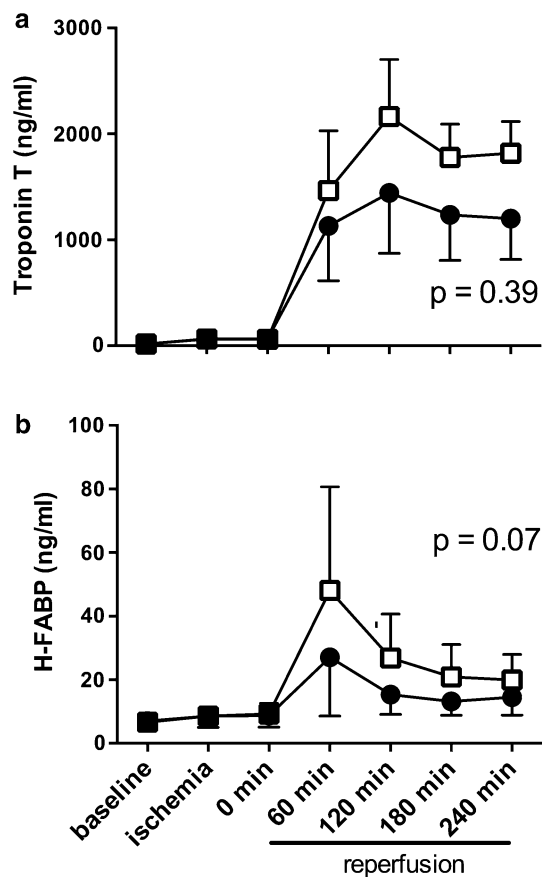 a
Troponin T (ng/ml)
3000
2000
1000
0
p = 0.39
b
H-FABP (ng/ml)
100
80
60
40
20
0
p = 0.07
baseline
ischemia
0 min
60 min
120 min
180 min
240 min
reperfusion